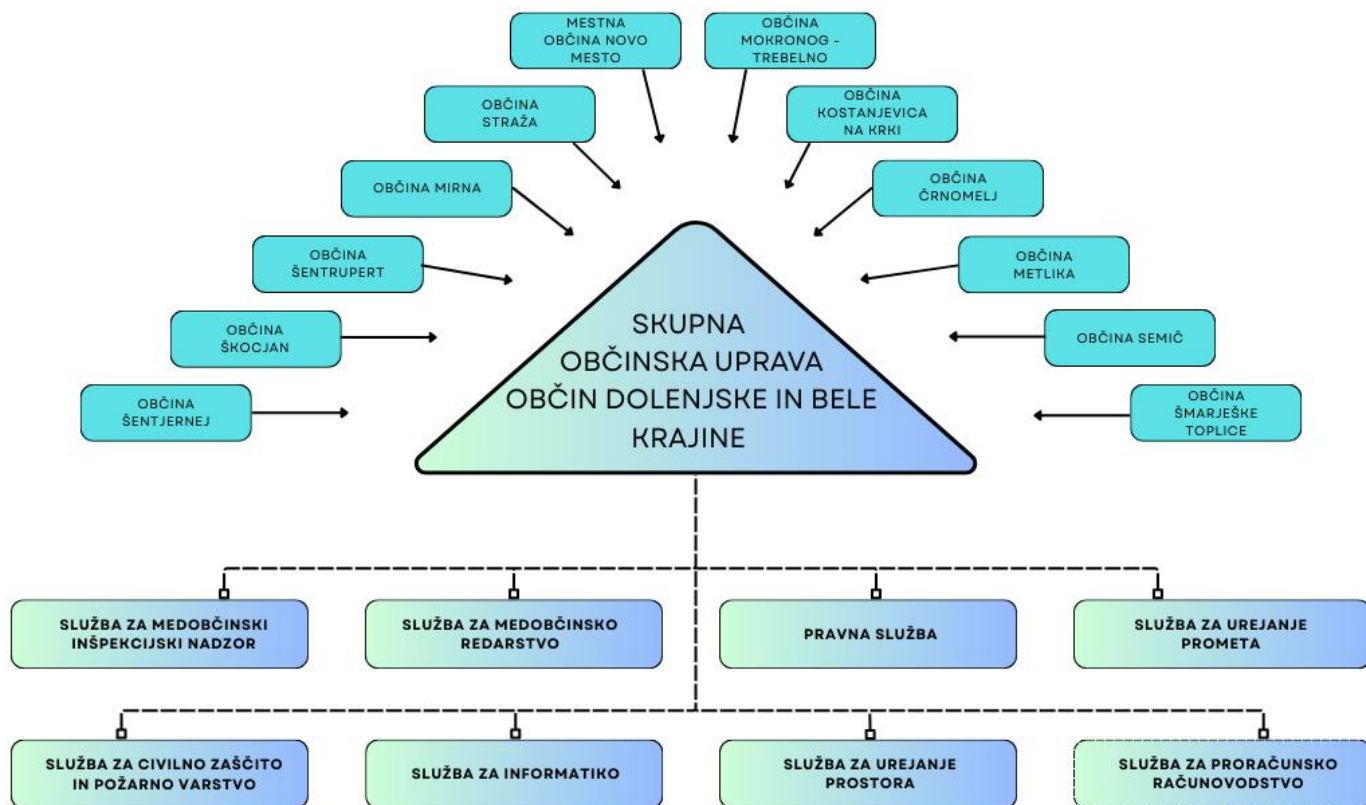 MESTNA
OBČINA NOVO
MESTO
OBČINA
MOKRONOG -
TREBELNO
OBČINA
STRAŽA
OBČINA
KOSTANJEVICA
NA KRKI
OBČINA MIRNA
OBČINA
ČRNOMELJ
OBČINA
ŠENTRUPERT
OBČINA
METLIKA
OBČINA
ŠKOCJAN
OBČINA SEMIČ
OBČINA
ŠENTJERNEJ
OBČINA
ŠMARJEŠKE
TOPLICE
SKUPNA
OBČINSKA UPRAVA
OBČIN DOLENJSKE IN BELE
KRAJINE
SLUŽBA ZA MEDOBČINSKI
INŠPEKCIJSKI NADZOR
SLUŽBA ZA MEDOBČINSKO
REDARSTVO
PRAVNA SLUŽBA
SLUŽBA ZA UREJANJE
PROMETA
SLUŽBA ZA CIVILNO ZAŠČITO
IN POŽARNO VARSTVO
SLUŽBA ZA INFORMATIKO
SLUŽBA ZA UREJANJE
PROSTORA
SLUŽBA ZA PRORAČUNSKO
RAČUNOVODSTVO